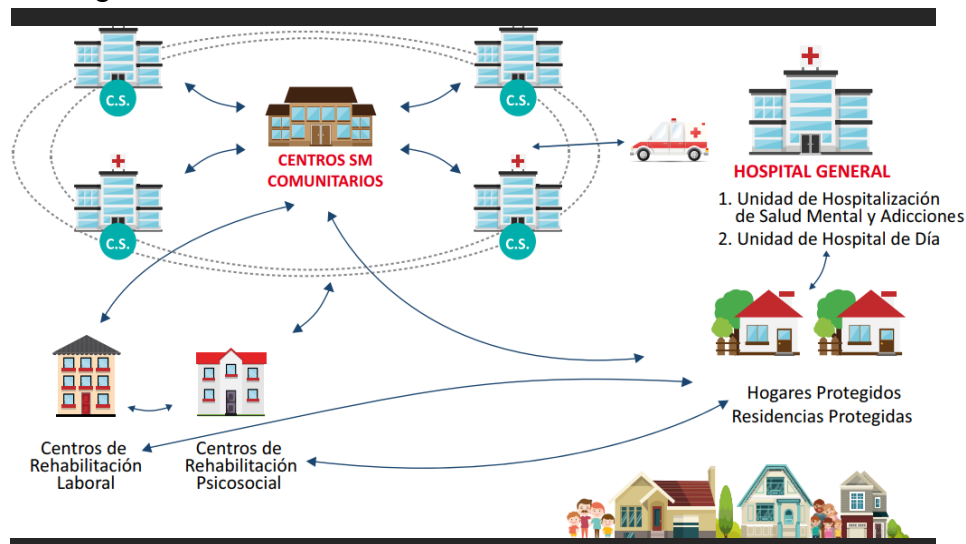 C.S.
C.S.
CENTROS SM
COMUNITARIOS
C.S.
C.S.
HOSPITAL GENERAL
1. Unidad de Hospitalización
de Salud Mental y Adicciones
2. Unidad de Hospital de Día
Hogares Protegidos
Residencias Protegidas
Centros de
Rehabilitación
Laboral
Centros de
Rehabilitación
Psicosocial